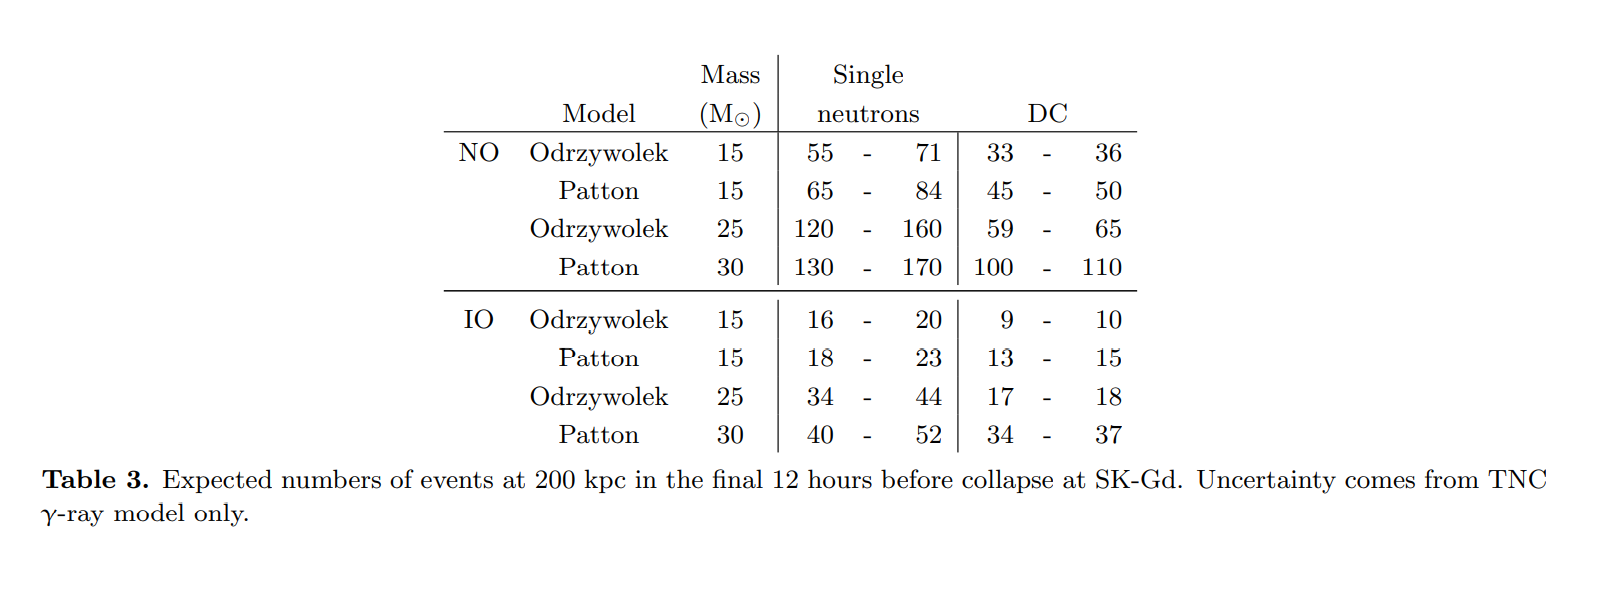 Mass Single
Model (M⊙) neutrons DC
NO Odrzywolek 15 55 - 71 33 - 36
Patton 15 65 - 84 45 - 50
Odrzywolek 25 120 - 160 59 - 65
Patton 30 130 - 170 100 - 110
IO Odrzywolek 15 16 - 20 9 - 10
Patton 15 18 - 23 13 - 15
Odrzywolek 25 34 - 44 17 - 18
Patton 30 40 - 52 34 - 37
Table 3. Expected numbers of events at 200 kpc in the final 12 hours before collapse at SK-Gd. Uncertainty comes from TNC
γ-ray model only.